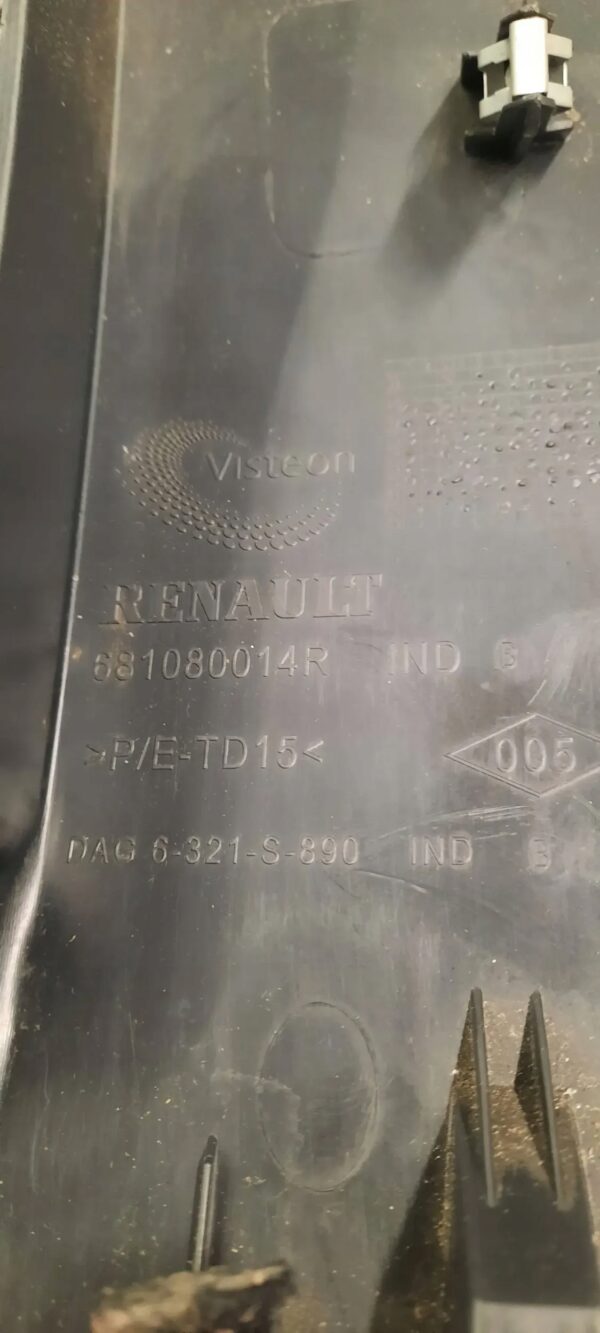 Visteon
RENAULT
681080014R IND B
>P/E-TD15< 005
DAG 6-321-S-890 IND B